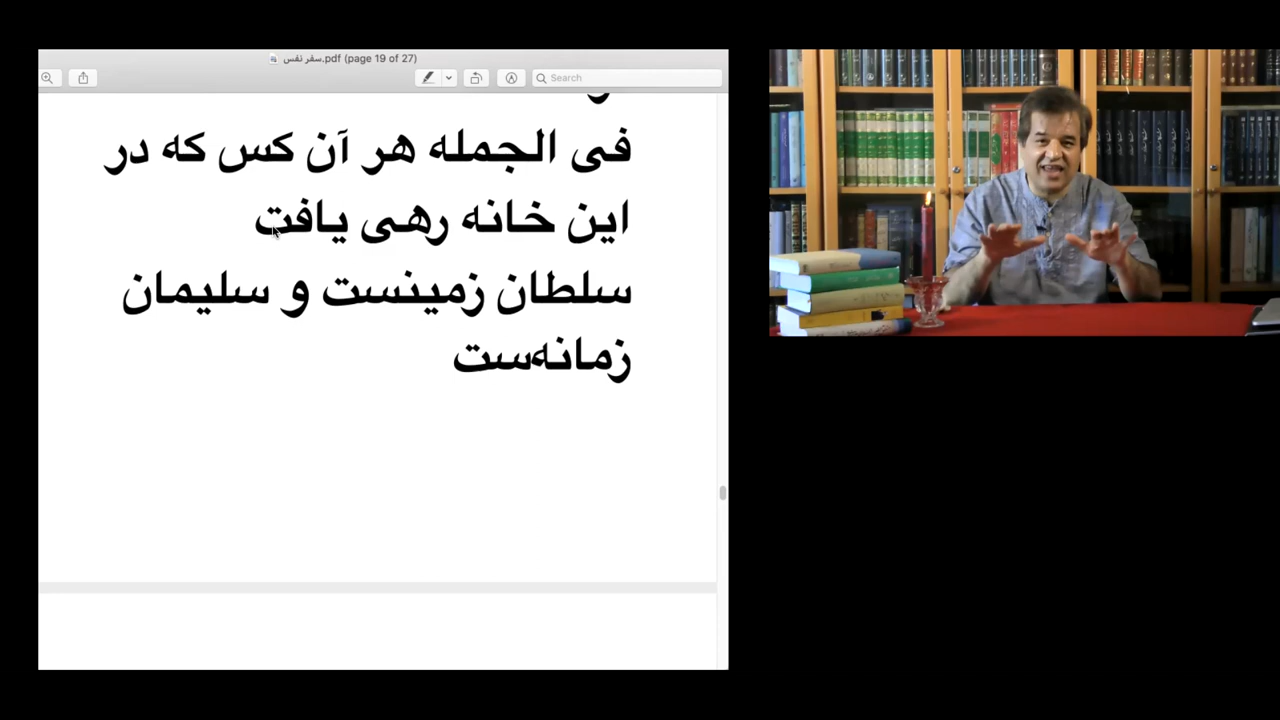 سفر نفس.pdf (page 19 of 27)
Search
فی الجمله هر آن کس که در
این خانه رهی یافت
سلطان زمینست و سلیمان
زمانه‌ست